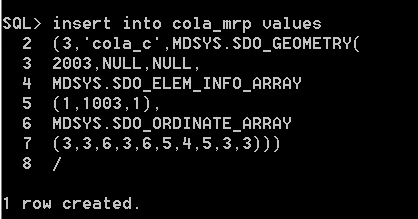 SQL> insert into cola_mrp values
2 (3,'cola_c',MDSYS.SDO_GEOMETRY(
3 2003,NULL,NULL,
4 MDSYS.SDO_ELEM_INFO_ARRAY
5 (1,1003,1),
6 MDSYS.SDO_ORDINATE_ARRAY
7 (3,3,6,3,6,5,4,5,3,3)))
8 /
1 row created.